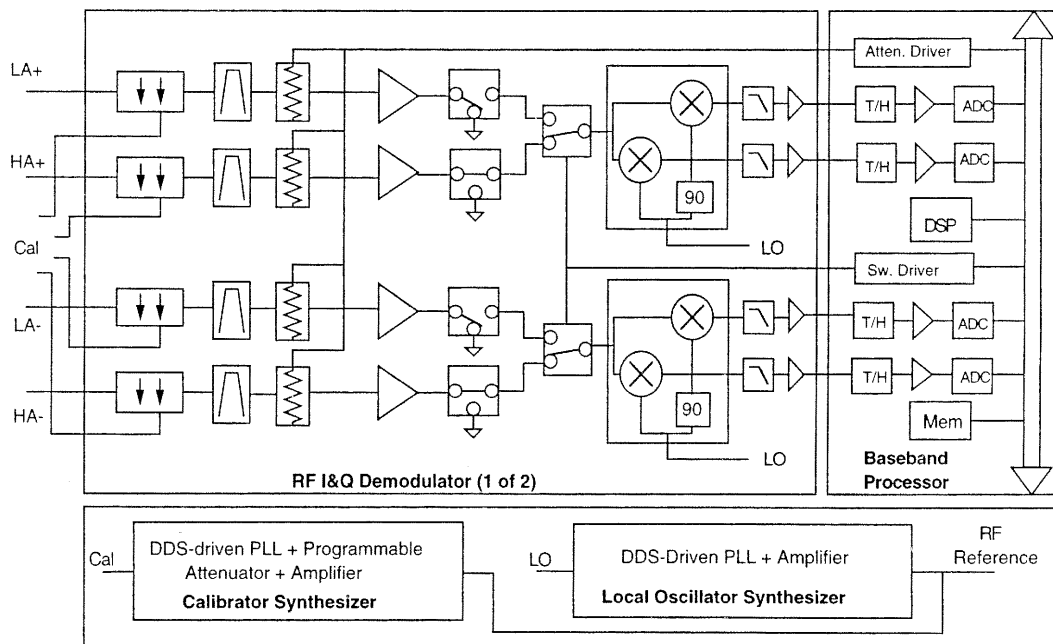 LA+
Atten. Driver
T/H
ADC
HA+
T/H
ADC
90
DSP
Cal
LO
Sw. Driver
LA-
T/H
ADC
T/H
ADC
HA-
90
Mem
LO
RF I&Q Demodulator (1 of 2)
Baseband
Processor
Cal
DDS-driven PLL + Programmable
Attenuator + Amplifier
Calibrator Synthesizer
LO
DDS-Driven PLL + Amplifier
Local Oscillator Synthesizer
RF
Reference